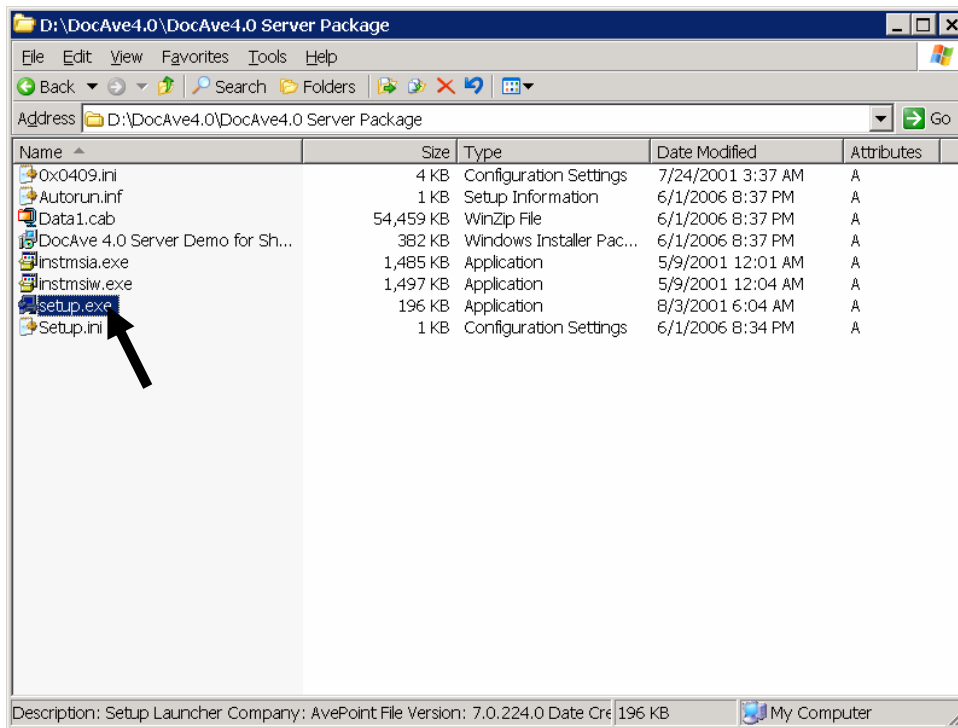 D:\DocAve4.0\DocAve4.0 Server Package
File Edit View Favorites Tools Help
Back Search Folders
Address D:\DocAve4.0\DocAve4.0 Server Package Go
Name Size Type Date Modified Attributes
0x0409.ini 4 KB Configuration Settings 7/24/2001 3:37 AM A
Autorun.inf 1 KB Setup Information 6/1/2006 8:37 PM A
Data1.cab 54,459 KB WinZip File 6/1/2006 8:37 PM A
DocAve 4.0 Server Demo for Sh... 382 KB Windows Installer Pac... 6/1/2006 8:37 PM A
instmsia.exe 1,485 KB Application 5/9/2001 12:01 AM A
instmsiw.exe 1,497 KB Application 5/9/2001 12:04 AM A
setup.exe 196 KB Application 8/3/2001 6:04 AM A
Setup.ini 1 KB Configuration Settings 6/1/2006 8:34 PM A
Description: Setup Launcher Company: AvePoint File Version: 7.0.224.0 Date Cre 196 KB My Computer